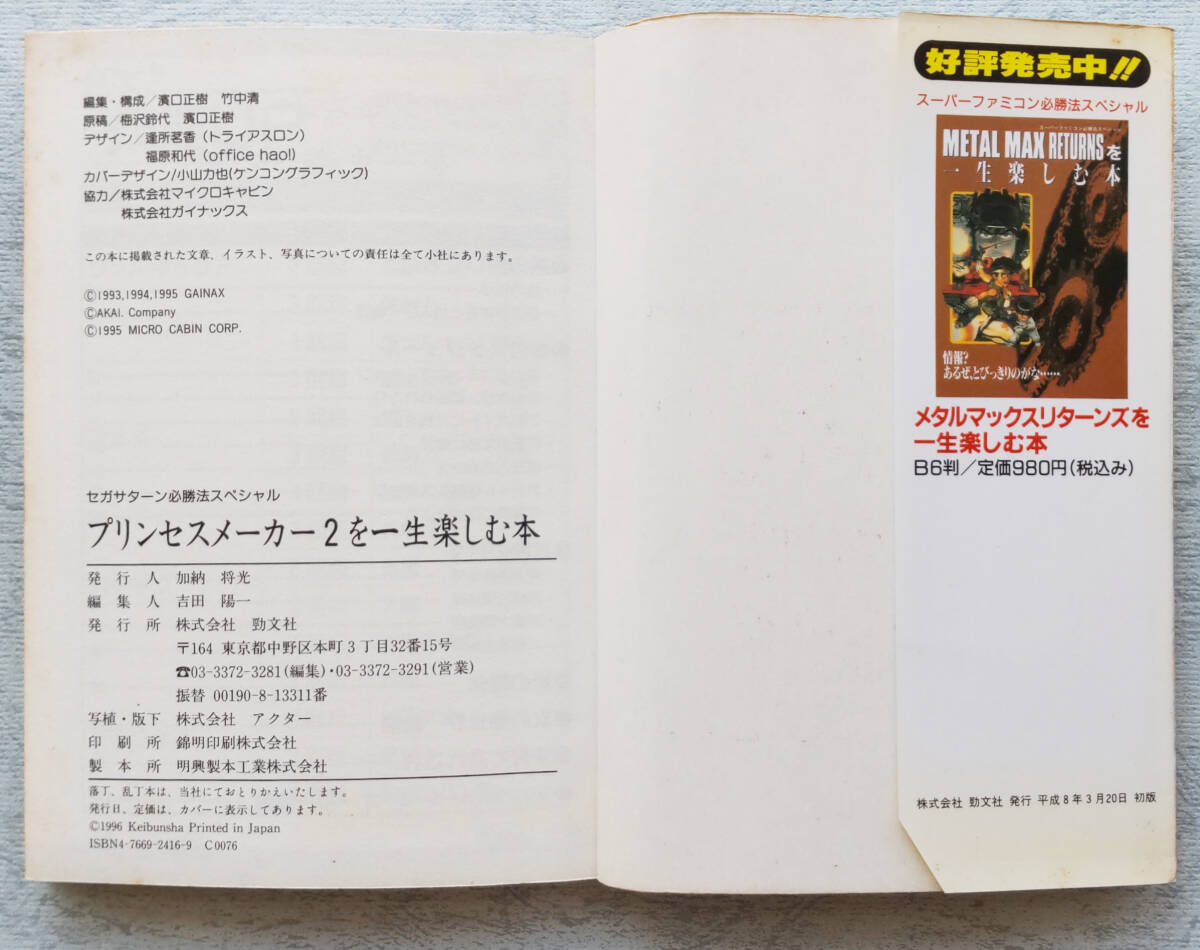 編集・構成／濱口正樹　竹中清
原稿／梅沢鈴代　濱口正樹
デザイン／逢所茗香（トライアスロン）
福原和代（office hao!）
カバーデザイン/小山力也(ケンコングラフィック)
協力／株式会社マイクロキャビン
株式会社ガイナックス
この本に掲載された文章、イラスト、写真についての責任は全て小社にあります。
©1993,1994,1995 GAINAX
©AKAI. Company
©1995 MICRO CABIN CORP.
セガサターン必勝法スペシャル
プリンセスメーカー2を一生楽しむ本
発行人　加納　将光
編集人　吉田　陽一
発行所　株式会社　勁文社
〒164 東京都中野区本町3丁目32番15号
☎03-3372-3281(編集)・03-3372-3291(営業)
振替 00190-8-13311番
写植・版下　株式会社　アクター
印刷所　錦明印刷株式会社
製本所　明興製本工業株式会社
落丁、乱丁本は、当社にておとりかえいたします。
発行日、定価は、カバーに表示してあります。
©1996 Keibunsha Printed in Japan
ISBN4-7669-2416-9　C0076
好評発売中!!
スーパーファミコン必勝法スペシャル
スーパーファミコン必勝法スペシャル
METAL MAX RETURNSを
一生楽しむ本
情報?
あるぜ、とびっきりのがな……
メタルマックスリターンズを
一生楽しむ本
B6判／定価980円(税込み)
株式会社 勁文社 発行 平成8年3月20日 初版